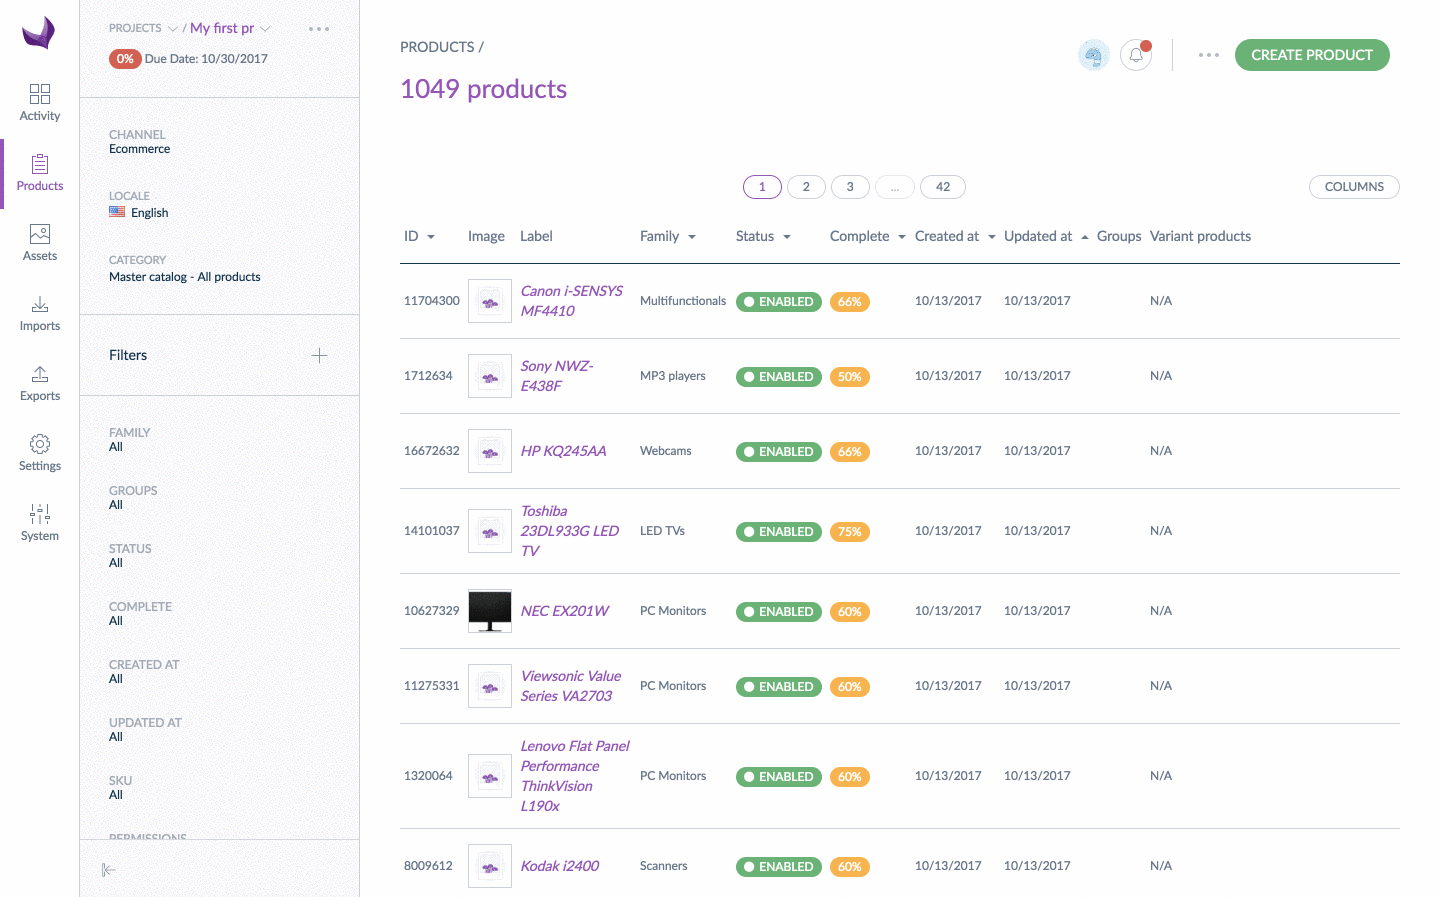 PROJECTS / My first pr
0% Due Date: 10/30/2017
Activity
Products
Assets
Imports
Exports
Settings
System
CHANNEL
Ecommerce
LOCALE
English
CATEGORY
Master catalog - All products
Filters
FAMILY
All
GROUPS
All
STATUS
All
COMPLETE
All
CREATED AT
All
UPDATED AT
All
SKU
All
PERMISSIONS
PRODUCTS /
1049 products
CREATE PRODUCT
1 2 3 ... 42
COLUMNS
ID Image Label Family Status Complete Created at Updated at Groups Variant products
11704300 Canon i-SENSYS MF4410 Multifunctionals ENABLED 66% 10/13/2017 10/13/2017 N/A
1712634 Sony NWZ-E438F MP3 players ENABLED 50% 10/13/2017 10/13/2017 N/A
16672632 HP KQ245AA Webcams ENABLED 66% 10/13/2017 10/13/2017 N/A
14101037 Toshiba 23DL933G LED TV LED TVs ENABLED 75% 10/13/2017 10/13/2017 N/A
10627329 NEC EX201W PC Monitors ENABLED 60% 10/13/2017 10/13/2017 N/A
11275331 Viewsonic Value Series VA2703 PC Monitors ENABLED 60% 10/13/2017 10/13/2017 N/A
1320064 Lenovo Flat Panel Performance ThinkVision L190x PC Monitors ENABLED 60% 10/13/2017 10/13/2017 N/A
8009612 Kodak i2400 Scanners ENABLED 60% 10/13/2017 10/13/2017 N/A